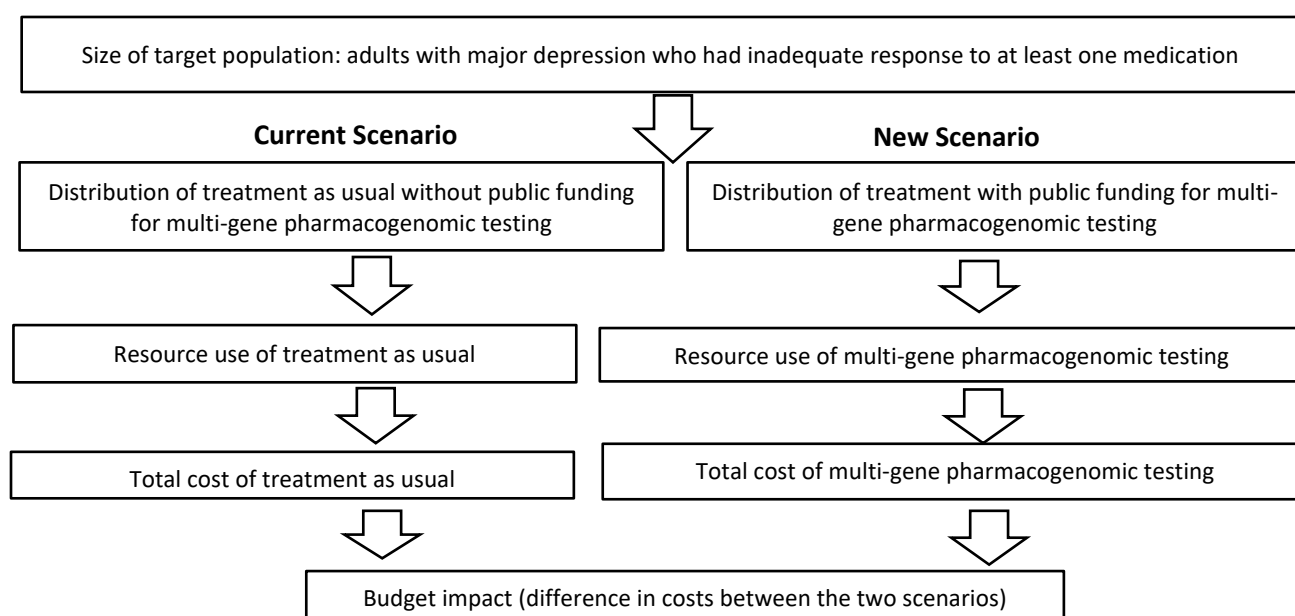 Size of target population: adults with major depression who had inadequate response to at least one medication
Current Scenario
New Scenario
Distribution of treatment as usual without public funding
for multi-gene pharmacogenomic testing
Distribution of treatment with public funding for multi-
gene pharmacogenomic testing
Resource use of treatment as usual
Resource use of multi-gene pharmacogenomic testing
Total cost of treatment as usual
Total cost of multi-gene pharmacogenomic testing
Budget impact (difference in costs between the two scenarios)